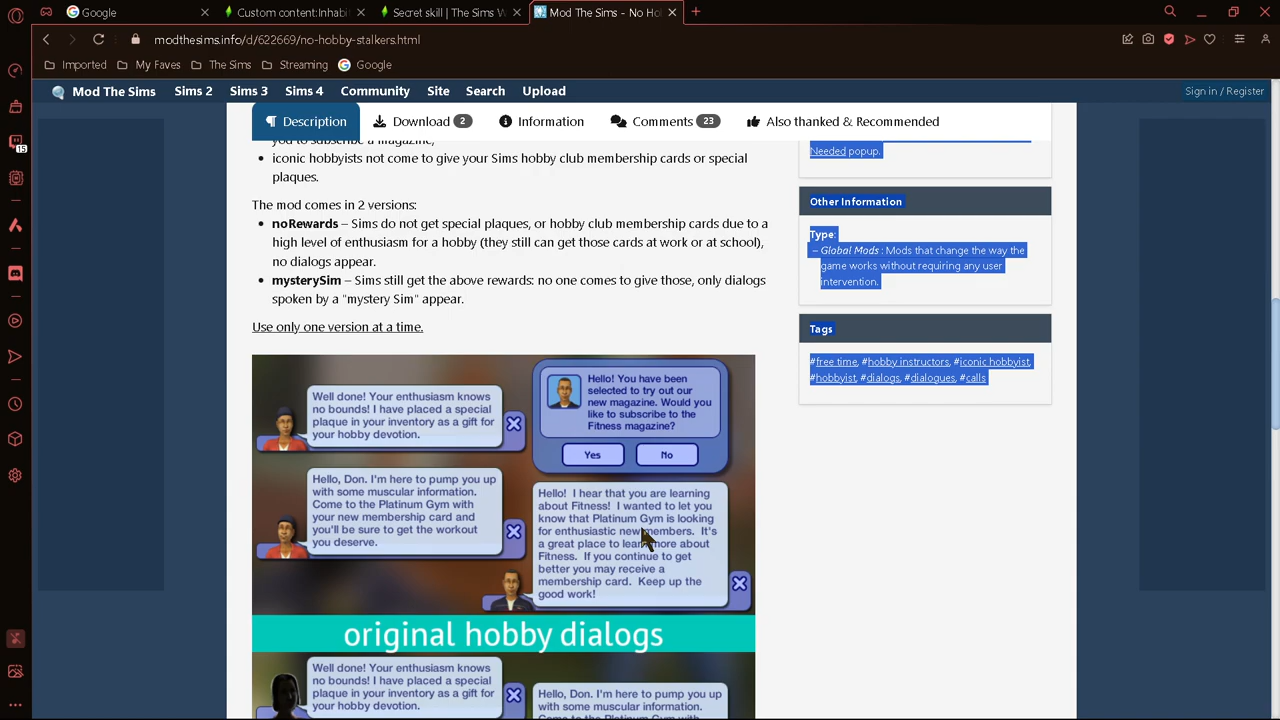 Google
Custom content:Inhabi
Secret skill | The Sims W
Mod The Sims - No Ho
modthesims.info/d/622669/no-hobby-stalkers.html
Imported
My Faves
The Sims
Streaming
Google
Mod The Sims
Sims 2
Sims 3
Sims 4
Community
Site
Search
Upload
Sign in / Register
Description
Download 2
Information
Comments 23
Also thanked & Recommended
you to subscribe a magazine,
iconic hobbyists not come to give your Sims hobby club membership cards or special
plaques.
The mod comes in 2 versions:
noRewards – Sims do not get special plaques, or hobby club membership cards due to a
high level of enthusiasm for a hobby (they still can get those cards at work or at school),
no dialogs appear.
mysterySim – Sims still get the above rewards: no one comes to give those, only dialogs
spoken by a "mystery Sim" appear.
Use only one version at a time.
Well done! Your enthusiasm knows
no bounds! I have placed a special
plaque in your inventory as a gift for
your hobby devotion.
Hello! You have been
selected to try out our
new magazine. Would you
like to subscribe to the
Fitness magazine?
Yes
No
Hello, Don. I'm here to pump you up
with some muscular information.
Come to the Platinum Gym with
your new membership card and
you'll be sure to get the workout
you deserve.
Hello! I hear that you are learning
about Fitness! I wanted to let you
know that Platinum Gym is looking
for enthusiastic new members. It's
a great place to learn more about
Fitness. If you continue to get
better you may receive a
membership card. Keep up the
good work!
original hobby dialogs
Well done! Your enthusiasm knows
no bounds! I have placed a special
plaque in your inventory as a gift for
your hobby devotion.
Hello, Don. I'm here to pump you up
with some muscular information.
Needed popup.
Other Information
Type:
– Global Mods : Mods that change the way the
game works without requiring any user
intervention.
Tags
#free time, #hobby instructors, #iconic hobbyist,
#hobbyist, #dialogs, #dialogues, #calls
15